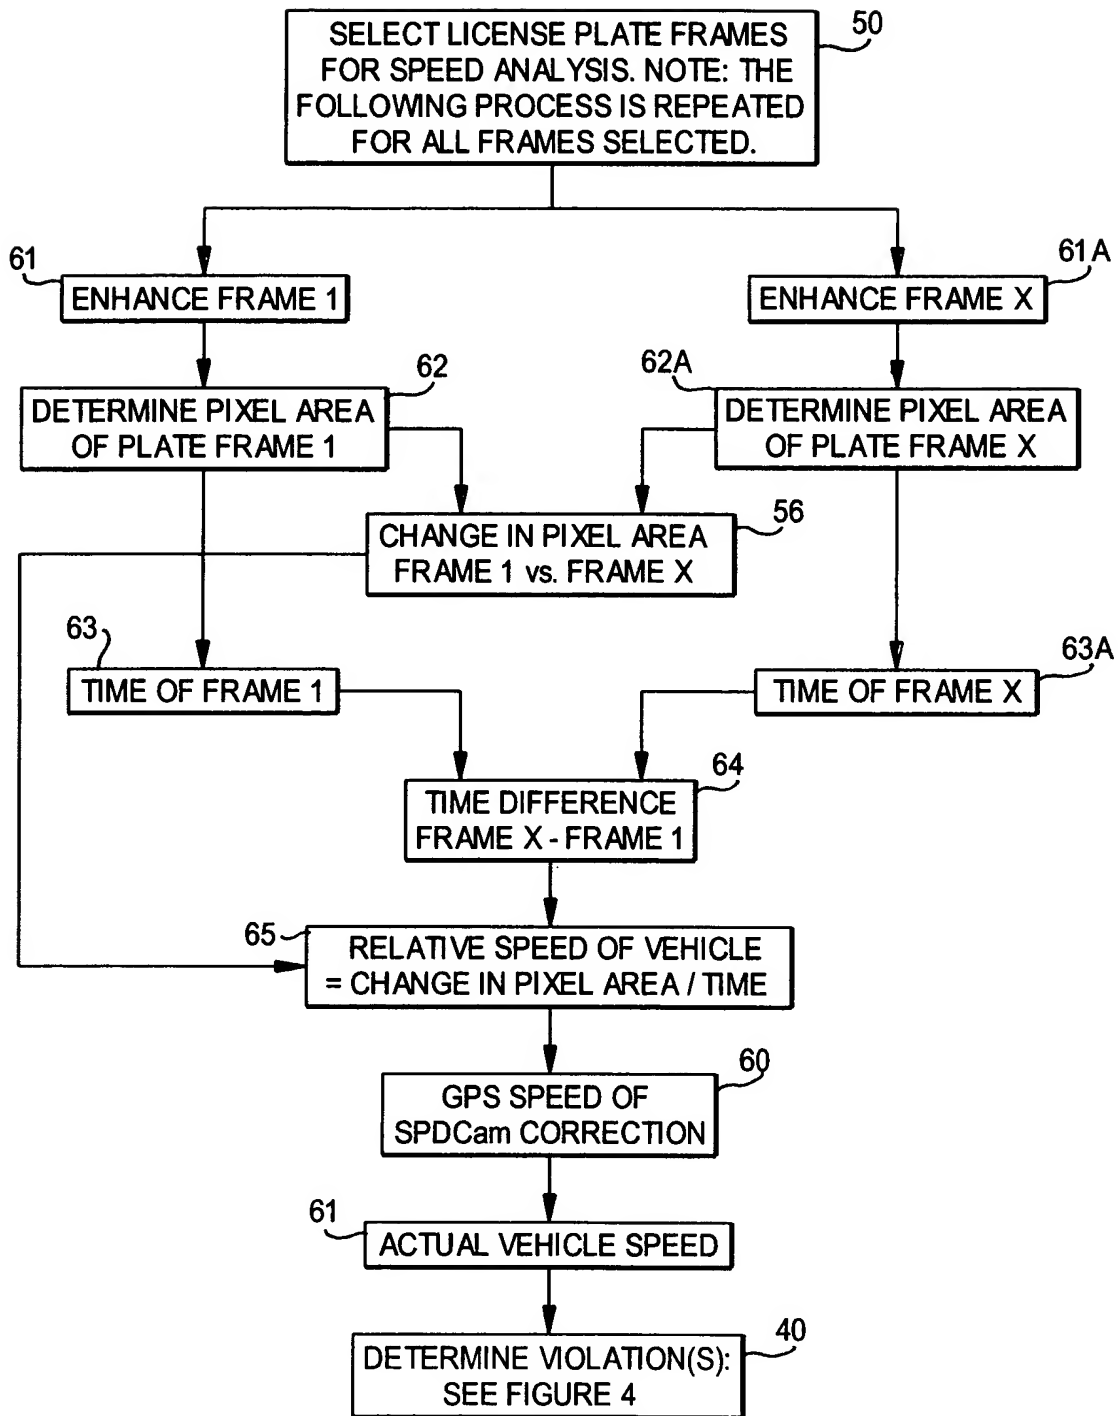 50
SELECT LICENSE PLATE FRAMES
FOR SPEED ANALYSIS. NOTE: THE
FOLLOWING PROCESS IS REPEATED
FOR ALL FRAMES SELECTED.
61
ENHANCE FRAME 1
61A
ENHANCE FRAME X
62
DETERMINE PIXEL AREA
OF PLATE FRAME 1
62A
DETERMINE PIXEL AREA
OF PLATE FRAME X
56
CHANGE IN PIXEL AREA
FRAME 1 vs. FRAME X
63
TIME OF FRAME 1
63A
TIME OF FRAME X
64
TIME DIFFERENCE
FRAME X - FRAME 1
65
RELATIVE SPEED OF VEHICLE
= CHANGE IN PIXEL AREA / TIME
60
GPS SPEED OF
SPDCam CORRECTION
61
ACTUAL VEHICLE SPEED
40
DETERMINE VIOLATION(S):
SEE FIGURE 4